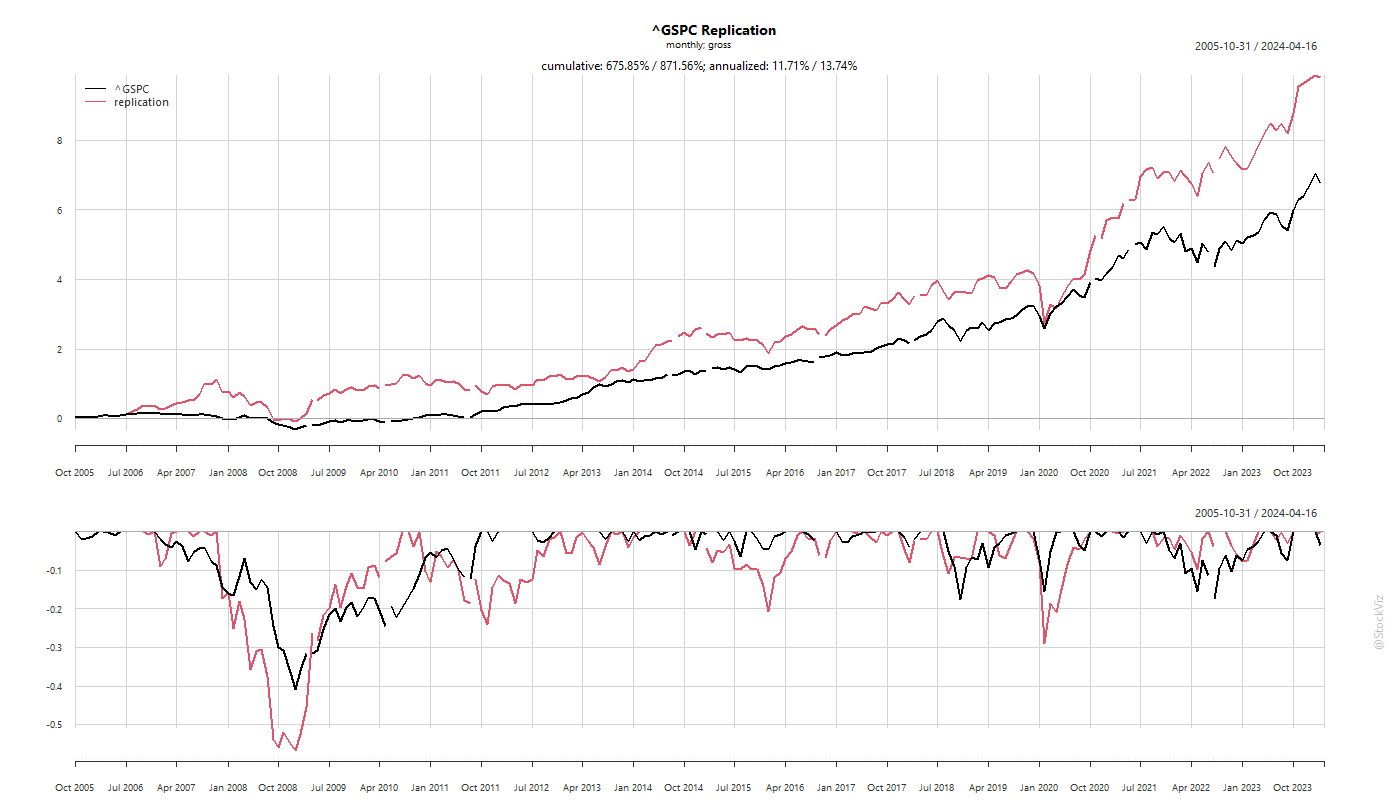 ^GSPC Replication
monthly; gross
2005-10-31 / 2024-04-16
cumulative: 675.85% / 871.56%; annualized: 11.71% / 13.74%
^GSPC
replication
8
6
4
2
0
Oct 2005 Jul 2006 Apr 2007 Jan 2008 Oct 2008 Jul 2009 Apr 2010 Jan 2011 Oct 2011 Jul 2012 Apr 2013 Jan 2014 Oct 2014 Jul 2015 Apr 2016 Jan 2017 Oct 2017 Jul 2018 Apr 2019 Jan 2020 Oct 2020 Jul 2021 Apr 2022 Jan 2023 Oct 2023
2005-10-31 / 2024-04-16
-0.1
-0.2
-0.3
-0.4
-0.5
@StockViz
Oct 2005 Jul 2006 Apr 2007 Jan 2008 Oct 2008 Jul 2009 Apr 2010 Jan 2011 Oct 2011 Jul 2012 Apr 2013 Jan 2014 Oct 2014 Jul 2015 Apr 2016 Jan 2017 Oct 2017 Jul 2018 Apr 2019 Jan 2020 Oct 2020 Jul 2021 Apr 2022 Jan 2023 Oct 2023